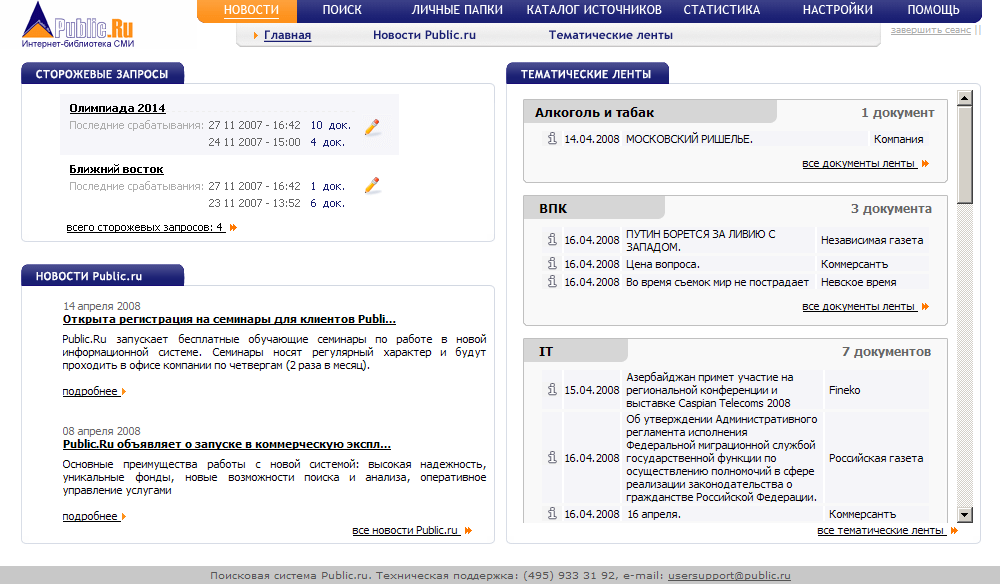 НОВОСТИ ПОИСК ЛИЧНЫЕ ПАПКИ КАТАЛОГ ИСТОЧНИКОВ СТАТИСТИКА НАСТРОЙКИ ПОМОЩЬ
Public.Ru
Интернет-библиотека СМИ
Главная Новости Public.ru Тематические ленты
завершить сеанс
СТОРОЖЕВЫЕ ЗАПРОСЫ
Олимпиада 2014
Последние срабатывания: 27 11 2007 - 16:42 10 док.
24 11 2007 - 15:00 4 док.
Ближний восток
Последние срабатывания: 27 11 2007 - 16:42 1 док.
23 11 2007 - 13:52 6 док.
всего сторожевых запросов: 4
НОВОСТИ Public.ru
14 апреля 2008
Открыта регистрация на семинары для клиентов Publi...
Public.Ru запускает бесплатные обучающие семинары по работе в новой
информационной системе. Семинары носят регулярный характер и будут
проходить в офисе компании по четвергам (2 раза в месяц).
подробнее
08 апреля 2008
Public.Ru объявляет о запуске в коммерческую экспл...
Основные преимущества работы с новой системой: высокая надежность,
уникальные фонды, новые возможности поиска и анализа, оперативное
управление услугами
подробнее
все новости Public.ru
ТЕМАТИЧЕСКИЕ ЛЕНТЫ
Алкоголь и табак 1 документ
14.04.2008 МОСКОВСКИЙ РИШЕЛЬЕ. Компания
все документы ленты
ВПК 3 документа
16.04.2008 ПУТИН БОРЕТСЯ ЗА ЛИВИЮ С
ЗАПАДОМ. Независимая газета
16.04.2008 Цена вопроса. Коммерсантъ
16.04.2008 Во время съемок мир не пострадает Невское время
все документы ленты
IT 7 документов
15.04.2008 Азербайджан примет участие на
региональной конференции и
выставке Caspian Telecoms 2008 Fineko
16.04.2008 Об утверждении Административного
регламента исполнения
Федеральной миграционной службой
государственной функции по
осуществлению полномочий в сфере
реализации законодательства о
гражданстве Российской Федерации. Российская газета
16.04.2008 16 апреля. Коммерсантъ
все тематические ленты
Поисковая система Public.ru. Техническая поддержка: (495) 933 31 92, e-mail: usersupport@public.ru